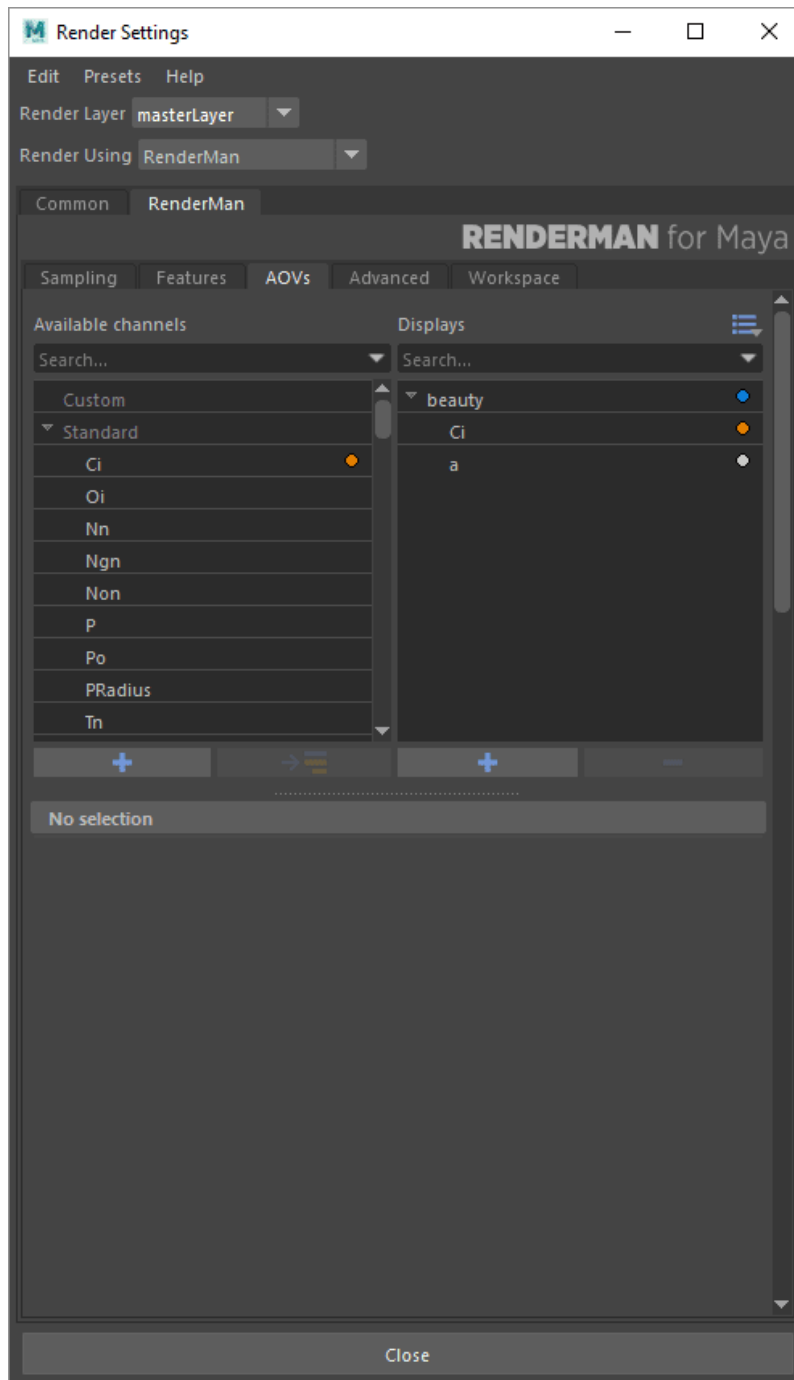 Render Settings
Edit Presets Help
Render Layer masterLayer
Render Using RenderMan
Common RenderMan
RENDERMAN for Maya
Sampling Features AOVs Advanced Workspace
Available channels Displays
Search... Search...
Custom beauty
Standard Ci
Ci a
Oi
Nn
Ngn
Non
P
Po
PRadius
Tn
No selection
Close